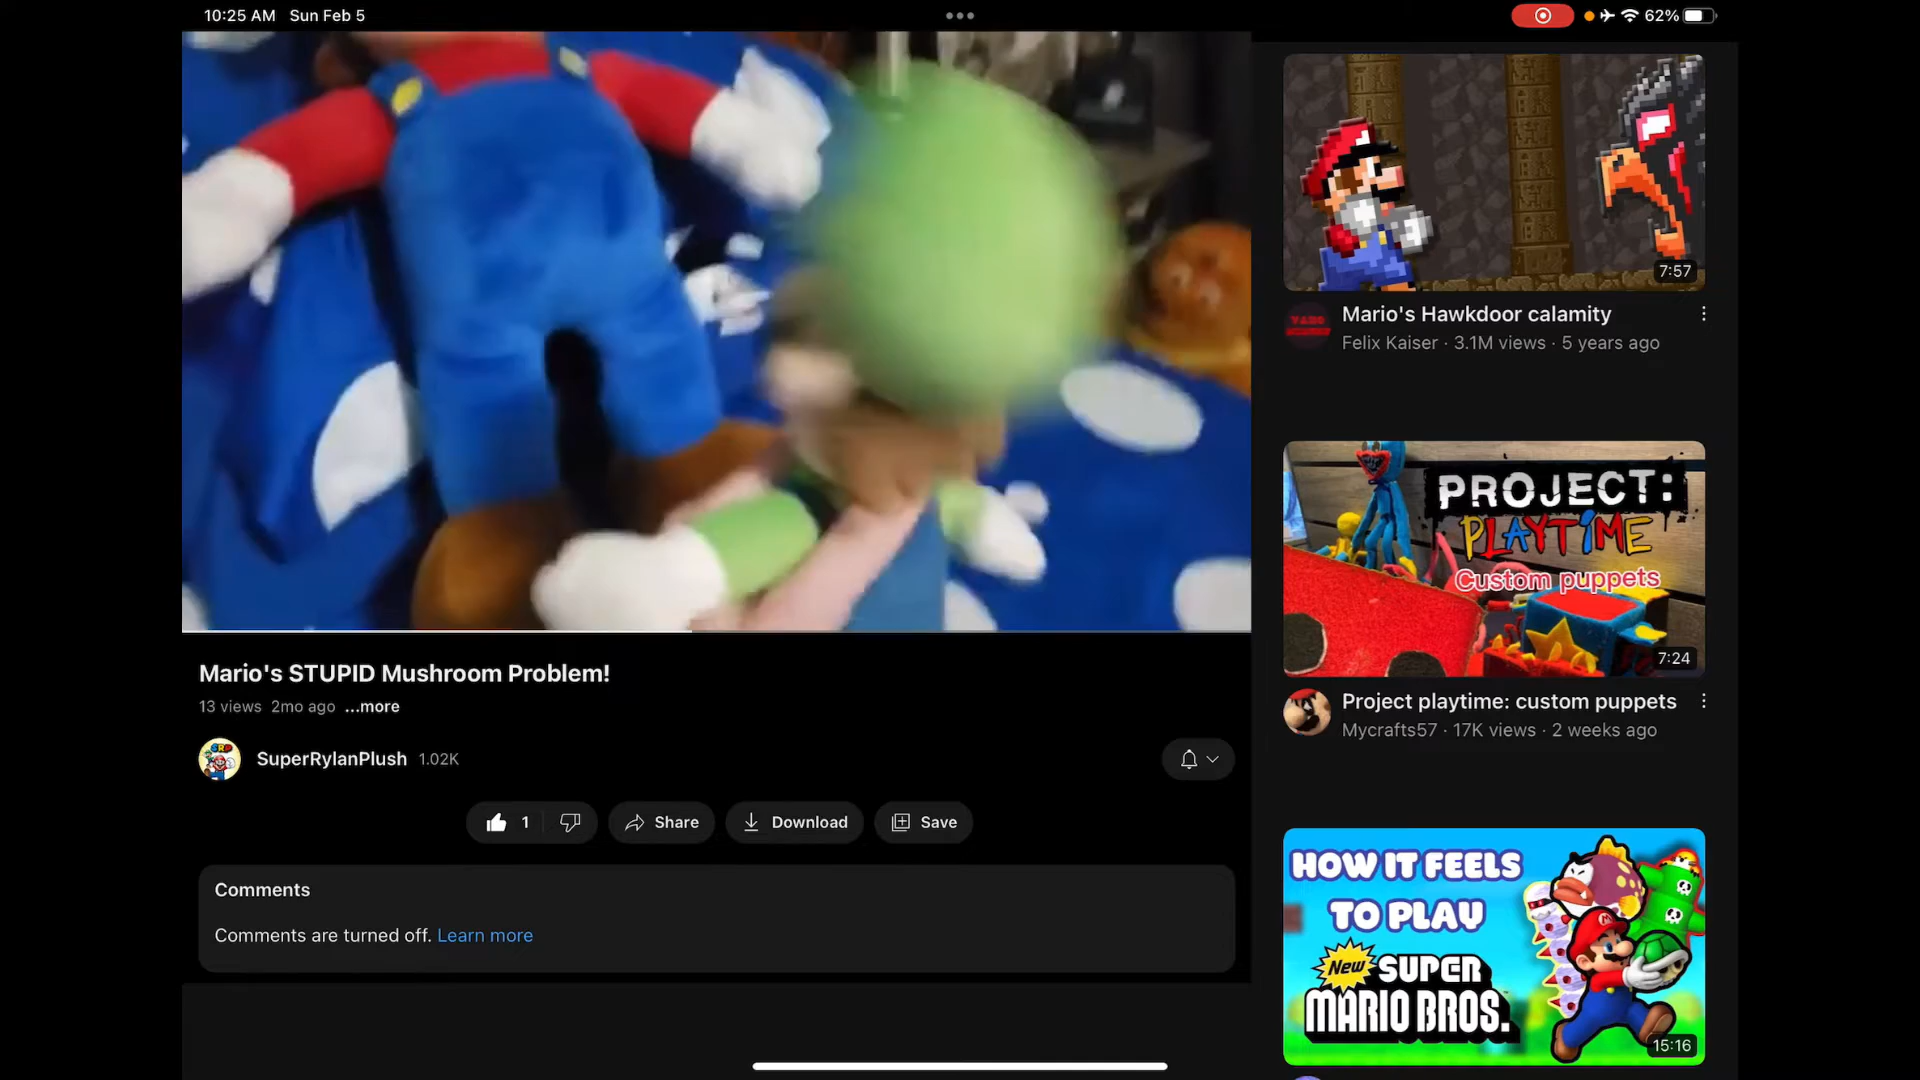 10:25 AM Sun Feb 5
62%
Mario's STUPID Mushroom Problem!
13 views 2mo ago ...more
SRP
SuperRylanPlush 1.02K
1 Share Download Save
Comments
Comments are turned off. Learn more
7:57
Mario's Hawkdoor calamity
Felix Kaiser · 3.1M views · 5 years ago
PROJECT:
PLAYTIME
Custom puppets
7:24
Project playtime: custom puppets
Mycrafts57 · 17K views · 2 weeks ago
HOW IT FEELS
TO PLAY
New SUPER
MARIO BROS.
15:16